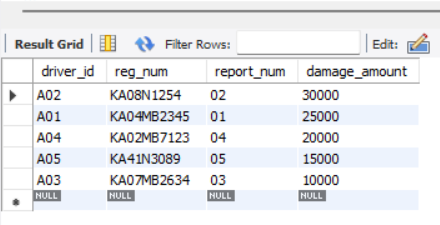 Result Grid Filter Rows: Edit:
driver_id reg_num report_num damage_amount
A02 KA08N1254 02 30000
A01 KA04MB2345 01 25000
A04 KA02MB7123 04 20000
A05 KA41N3089 05 15000
A03 KA07MB2634 03 10000
NULL NULL NULL NULL